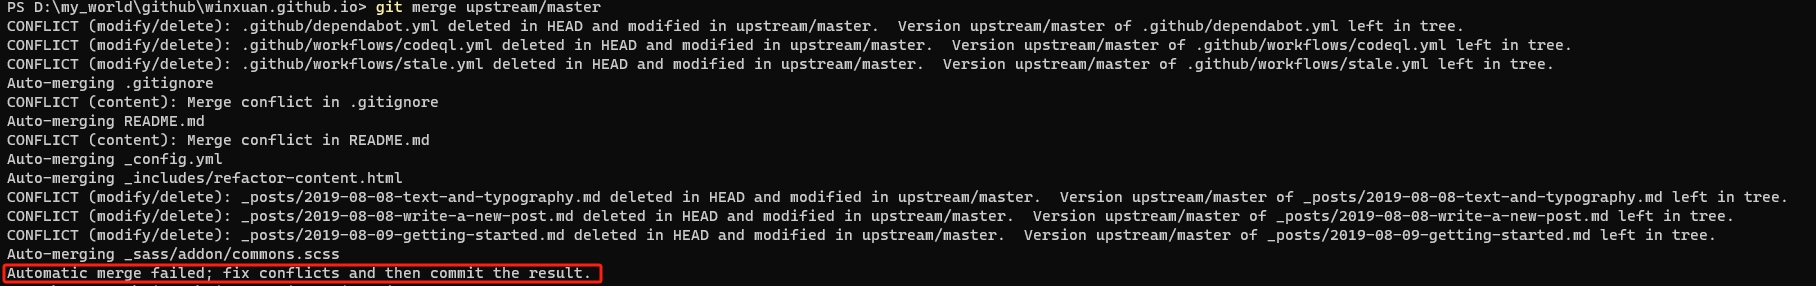 PS D:\my_world\github\winxuan.github.io> git merge upstream/master
CONFLICT (modify/delete): .github/dependabot.yml deleted in HEAD and modified in upstream/master.  Version upstream/master of .github/dependabot.yml left in tree.
CONFLICT (modify/delete): .github/workflows/codeql.yml deleted in HEAD and modified in upstream/master.  Version upstream/master of .github/workflows/codeql.yml left in tree.
CONFLICT (modify/delete): .github/workflows/stale.yml deleted in HEAD and modified in upstream/master.  Version upstream/master of .github/workflows/stale.yml left in tree.
Auto-merging .gitignore
CONFLICT (content): Merge conflict in .gitignore
Auto-merging README.md
CONFLICT (content): Merge conflict in README.md
Auto-merging _config.yml
Auto-merging _includes/refactor-content.html
CONFLICT (modify/delete): _posts/2019-08-08-text-and-typography.md deleted in HEAD and modified in upstream/master.  Version upstream/master of _posts/2019-08-08-text-and-typography.md left in tree.
CONFLICT (modify/delete): _posts/2019-08-08-write-a-new-post.md deleted in HEAD and modified in upstream/master.  Version upstream/master of _posts/2019-08-08-write-a-new-post.md left in tree.
CONFLICT (modify/delete): _posts/2019-08-09-getting-started.md deleted in HEAD and modified in upstream/master.  Version upstream/master of _posts/2019-08-09-getting-started.md left in tree.
Auto-merging _sass/addon/commons.scss
Automatic merge failed; fix conflicts and then commit the result.